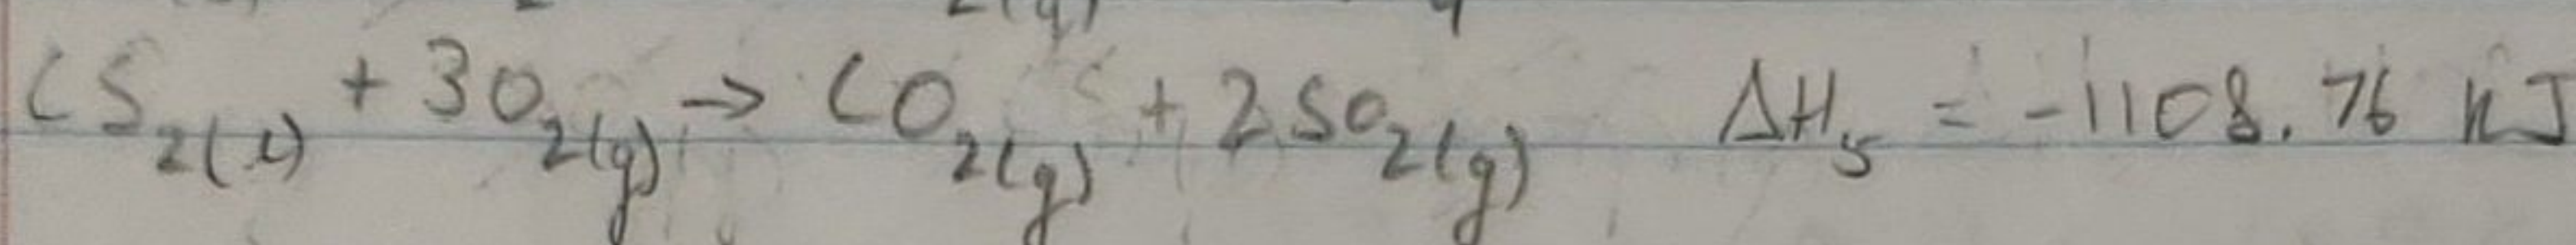 CS₂(l) + 3O₂(g) → CO₂(g) + 2SO₂(g) ΔH₅ = -1108.76 kJ